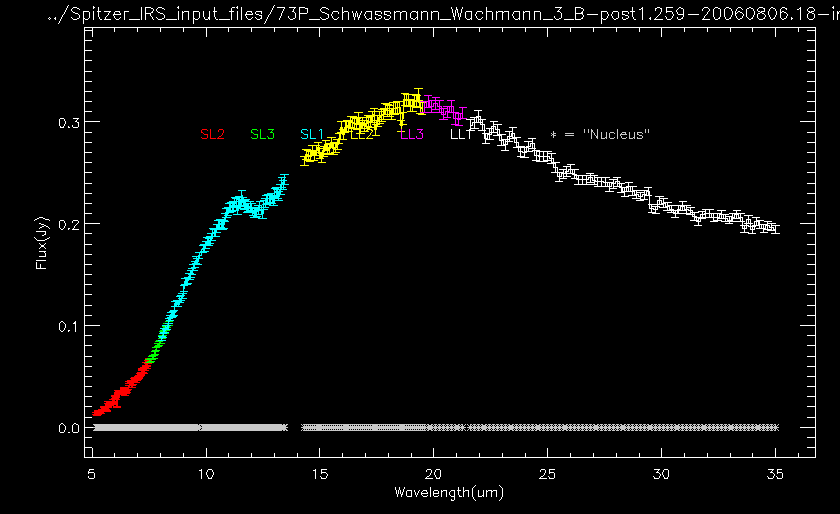 ../Spitzer_IRS_input_files/73P_Schwassmann_Wachmann_3_B-post1.259-20060806.18-in
0.3
SL2 SL3 SL1 LL2 LL3 LL1 * = "Nucleus"
0.2
Flux(Jy)
0.1
0.0
5 10 15 20 25 30 35
Wavelength(um)